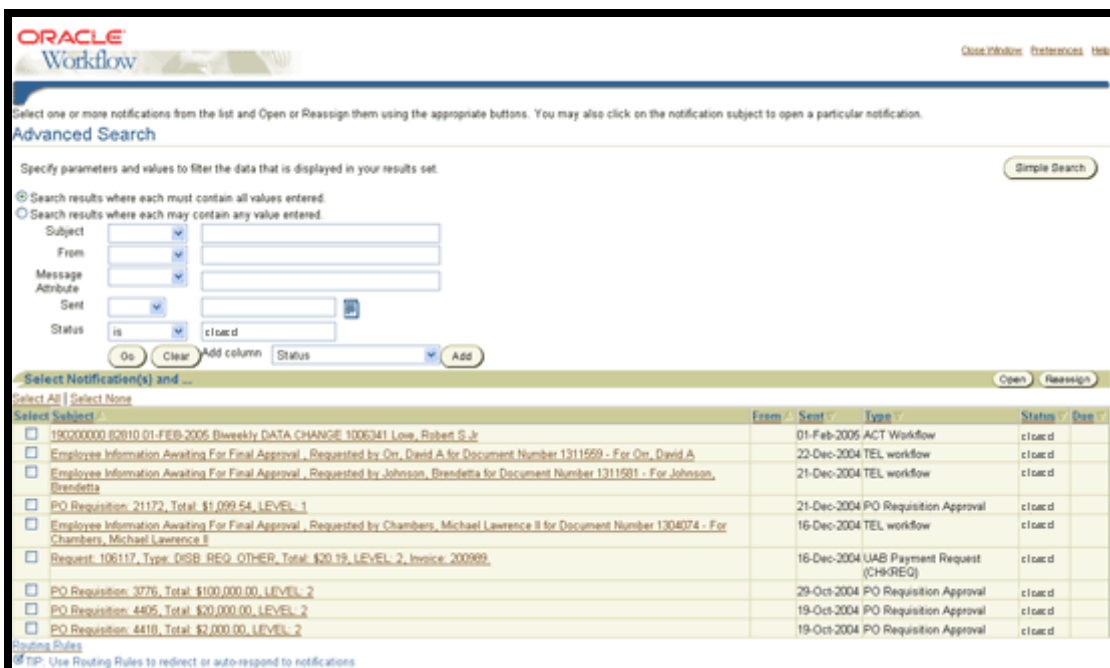 ORACLE
Workflow
Close Window Preferences Help
Select one or more notifications from the list and Open or Reassign them using the appropriate buttons. You may also click on the notification subject to open a particular notification.
Advanced Search
Specify parameters and values to filter the data that is displayed in your results set.
Simple Search
Search results where each must contain all values entered.
Search results where each may contain any value entered.
Subject
From
Message
Attribute
Sent
Status is
Go Clear Add column Status Add
Select Notification(s) and ... Open Reassign
Select All | Select None
Select Subject From Sent Type Status Due
190200000 82810 01-FEB-2005 Biweekly DATA CHANGE 1006341 Love, Robert S Jr 01-Feb-2005 ACT Workflow
Employee Information Awaiting For Final Approval , Requested by Orr, David A for Document Number 1311559 - For Orr, David A 22-Dec-2004 TEL workflow
Employee Information Awaiting For Final Approval , Requested by Johnson, Brendetta for Document Number 1311581 - For Johnson, 21-Dec-2004 TEL workflow
Brendetta
PO Requisition: 21172, Total: $1,099.54, LEVEL: 1 21-Dec-2004 PO Requisition Approval
Employee Information Awaiting For Final Approval , Requested by Chambers, Michael Lawrence II for Document Number 1304074 - For 16-Dec-2004 TEL workflow
Chambers, Michael Lawrence II
Request: 106117, Type: DISB_REQ_OTHER, Total: $20.19, LEVEL: 2, Invoice: 200989. 16-Dec-2004 UAB Payment Request
(CHKREQ)
PO Requisition: 3776, Total: $100,000.00, LEVEL: 2 29-Oct-2004 PO Requisition Approval
PO Requisition: 4405, Total: $20,000.00, LEVEL: 2 19-Oct-2004 PO Requisition Approval
PO Requisition: 4418, Total: $2,000.00, LEVEL: 2 19-Oct-2004 PO Requisition Approval
Routing Rules
TIP: Use Routing Rules to redirect or auto-respond to notifications